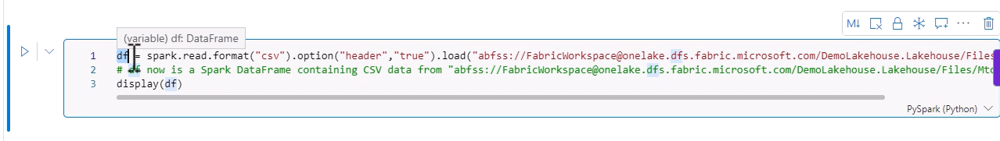 M↓
(variable) df: DataFrame
1 df = spark.read.format("csv").option("header","true").load("abfss://FabricWorkspace@onelake.dfs.fabric.microsoft.com/DemoLakehouse.Lakehouse/Files
2 # df now is a Spark DataFrame containing CSV data from "abfss://FabricWorkspace@onelake.dfs.fabric.microsoft.com/DemoLakehouse.Lakehouse/Files/Mtc
3 display(df)
PySpark (Python)